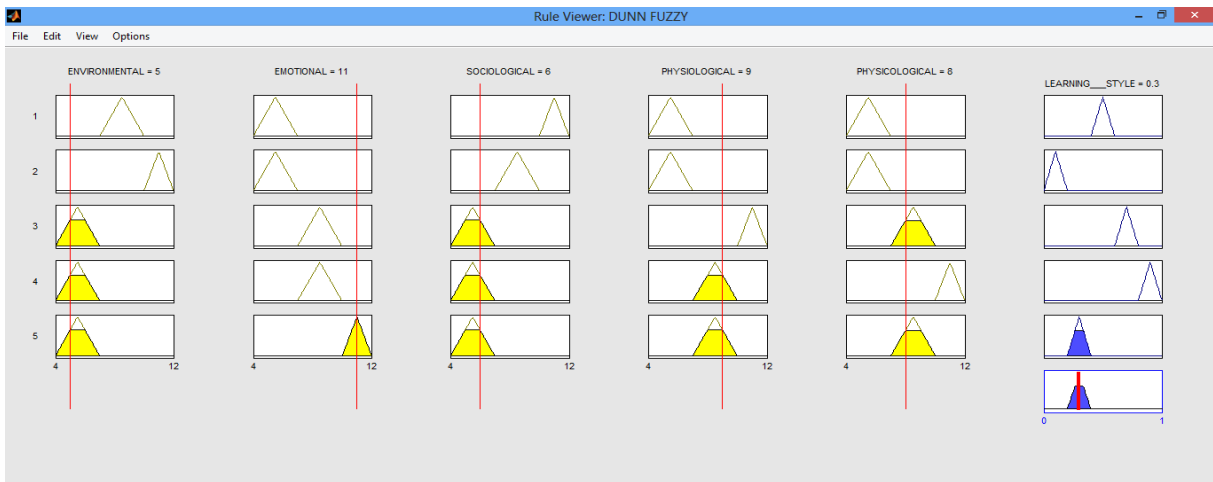 Rule Viewer: DUNN FUZZY
File Edit View Options
ENVIRONMENTAL = 5 EMOTIONAL = 11 SOCIOLOGICAL = 6 PHYSIOLOGICAL = 9 PHYSICOLOGICAL = 8
LEARNING___STYLE = 0.3
1
2
3
4
5
4 12 4 12 4 12 4 12 4 12
0 1